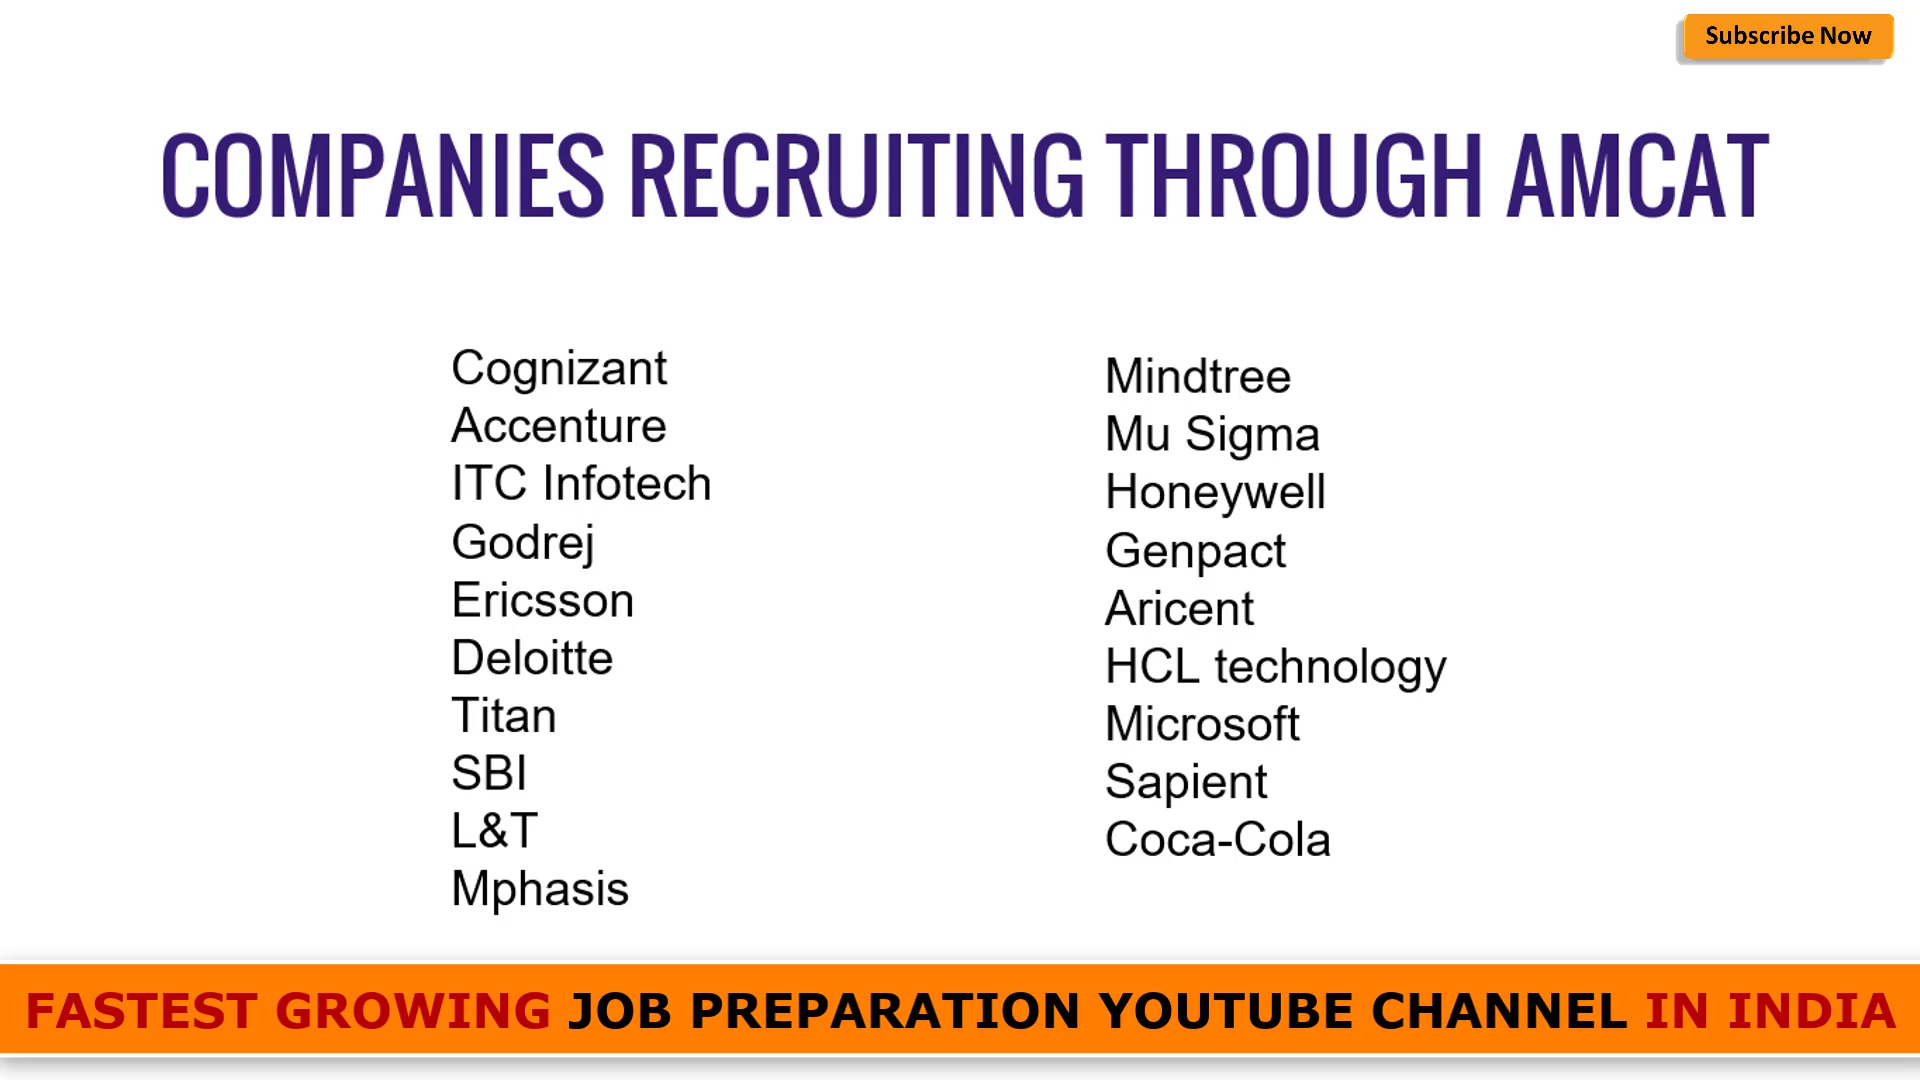 Subscribe Now
COMPANIES RECRUITING THROUGH AMCAT
Cognizant
Accenture
ITC Infotech
Godrej
Ericsson
Deloitte
Titan
SBI
L&T
Mphasis
Mindtree
Mu Sigma
Honeywell
Genpact
Aricent
HCL technology
Microsoft
Sapient
Coca-Cola
FASTEST GROWING JOB PREPARATION YOUTUBE CHANNEL IN INDIA